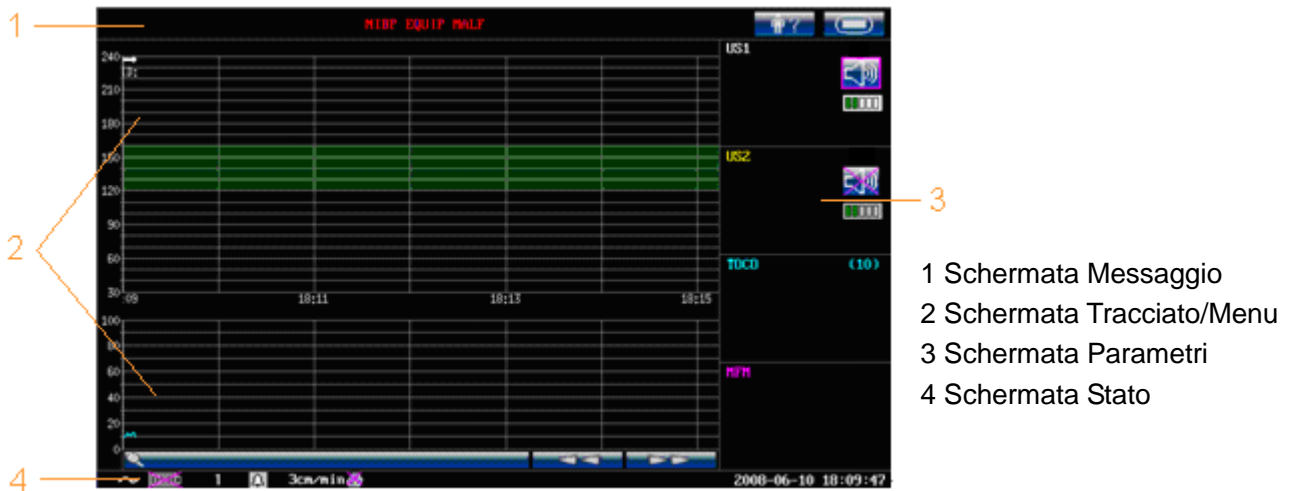 1
NIBP EQUIP MALF
?
US1
240
210
180
150
120
90
60
30
:09 18:11 18:13 18:15
US2
3
TOCO (10)
2
100
80
60
40
20
0
MFM
1 Schermata Messaggio
2 Schermata Tracciato/Menu
3 Schermata Parametri
4 Schermata Stato
4
1 3cm/min 2008-06-10 18:09:47